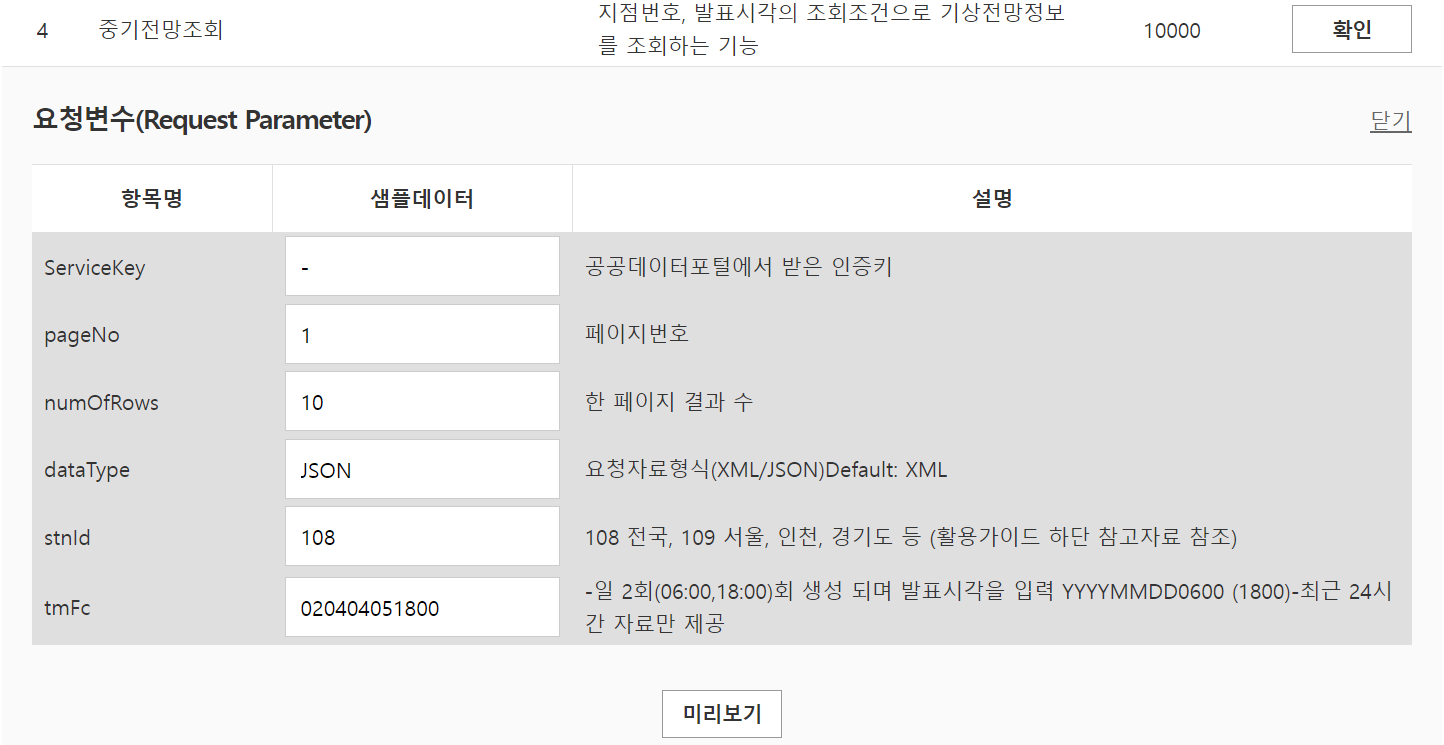 4 중기전망조회 지점번호, 발표시각의 조회조건으로 기상전망정보 10000 확인
를 조회하는 기능
요청변수(Request Parameter) 닫기
항목명 샘플데이터 설명
ServiceKey - 공공데이터포털에서 받은 인증키
pageNo 1 페이지번호
numOfRows 10 한 페이지 결과 수
dataType JSON 요청자료형식(XML/JSON)Default: XML
stnId 108 108 전국, 109 서울, 인천, 경기도 등 (활용가이드 하단 참고자료 참조)
tmFc 020404051800 -일 2회(06:00,18:00)회 생성 되며 발표시각을 입력 YYYYMMDD0600 (1800)-최근 24시
간 자료만 제공
미리보기